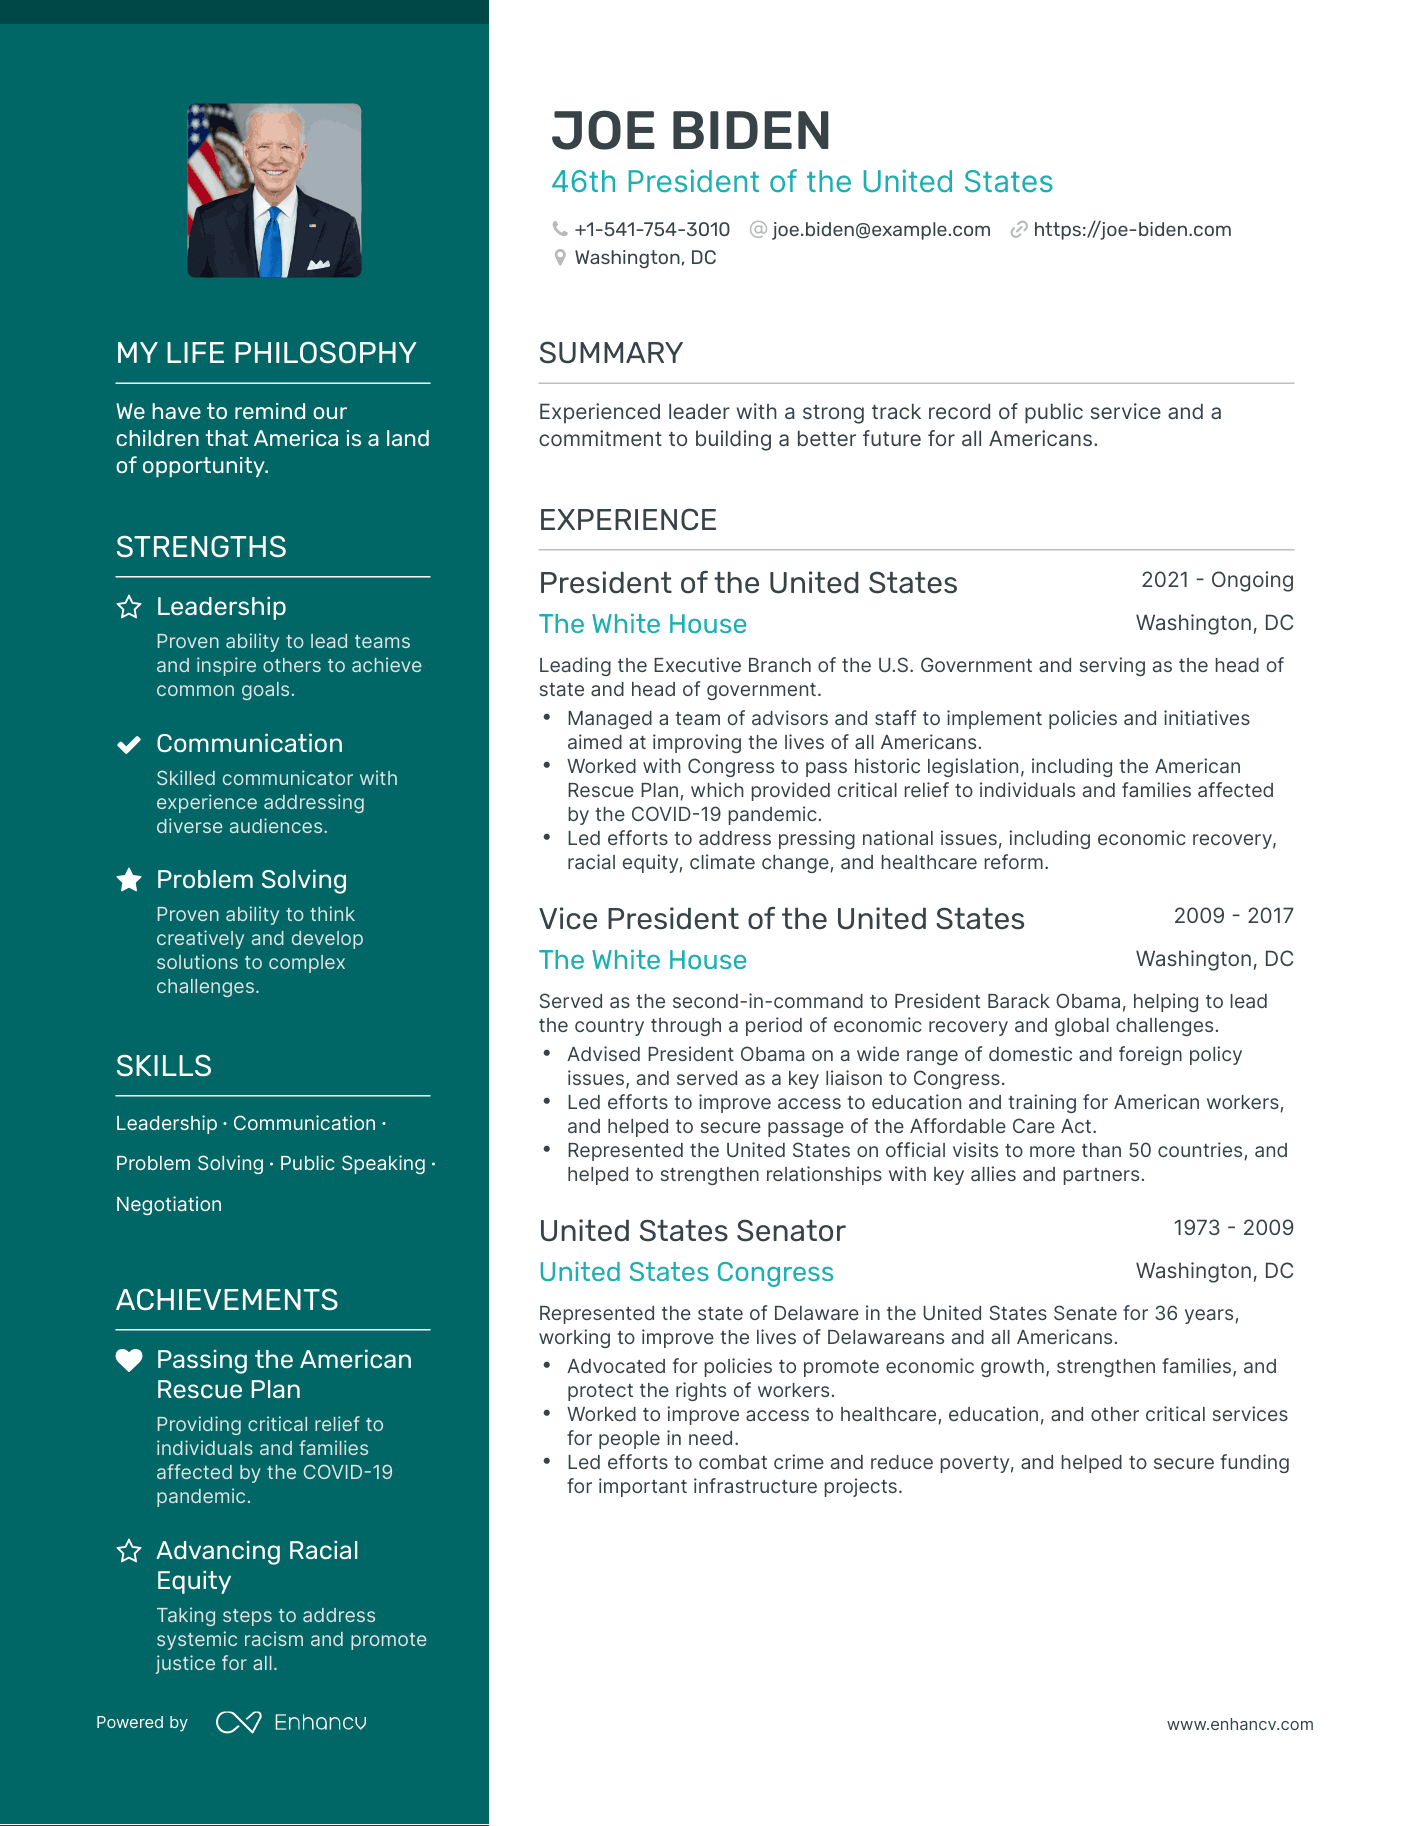 JOE BIDEN
46th President of the United States
+1-541-754-3010 @ joe.biden@example.com https://joe-biden.com
Washington, DC
MY LIFE PHILOSOPHY
We have to remind our
children that America is a land
of opportunity.
STRENGTHS
Leadership
Proven ability to lead teams
and inspire others to achieve
common goals.
Communication
Skilled communicator with
experience addressing
diverse audiences.
Problem Solving
Proven ability to think
creatively and develop
solutions to complex
challenges.
SKILLS
Leadership · Communication ·
Problem Solving · Public Speaking ·
Negotiation
ACHIEVEMENTS
Passing the American
Rescue Plan
Providing critical relief to
individuals and families
affected by the COVID-19
pandemic.
Advancing Racial
Equity
Taking steps to address
systemic racism and promote
justice for all.
SUMMARY
Experienced leader with a strong track record of public service and a
commitment to building a better future for all Americans.
EXPERIENCE
President of the United States 2021 - Ongoing
The White House Washington, DC
Leading the Executive Branch of the U.S. Government and serving as the head of
state and head of government.
• Managed a team of advisors and staff to implement policies and initiatives
aimed at improving the lives of all Americans.
• Worked with Congress to pass historic legislation, including the American
Rescue Plan, which provided critical relief to individuals and families affected
by the COVID-19 pandemic.
• Led efforts to address pressing national issues, including economic recovery,
racial equity, climate change, and healthcare reform.
Vice President of the United States 2009 - 2017
The White House Washington, DC
Served as the second-in-command to President Barack Obama, helping to lead
the country through a period of economic recovery and global challenges.
• Advised President Obama on a wide range of domestic and foreign policy
issues, and served as a key liaison to Congress.
• Led efforts to improve access to education and training for American workers,
and helped to secure passage of the Affordable Care Act.
• Represented the United States on official visits to more than 50 countries, and
helped to strengthen relationships with key allies and partners.
United States Senator 1973 - 2009
United States Congress Washington, DC
Represented the state of Delaware in the United States Senate for 36 years,
working to improve the lives of Delawareans and all Americans.
• Advocated for policies to promote economic growth, strengthen families, and
protect the rights of workers.
• Worked to improve access to healthcare, education, and other critical services
for people in need.
• Led efforts to combat crime and reduce poverty, and helped to secure funding
for important infrastructure projects.
Powered by Enhancv
www.enhancv.com